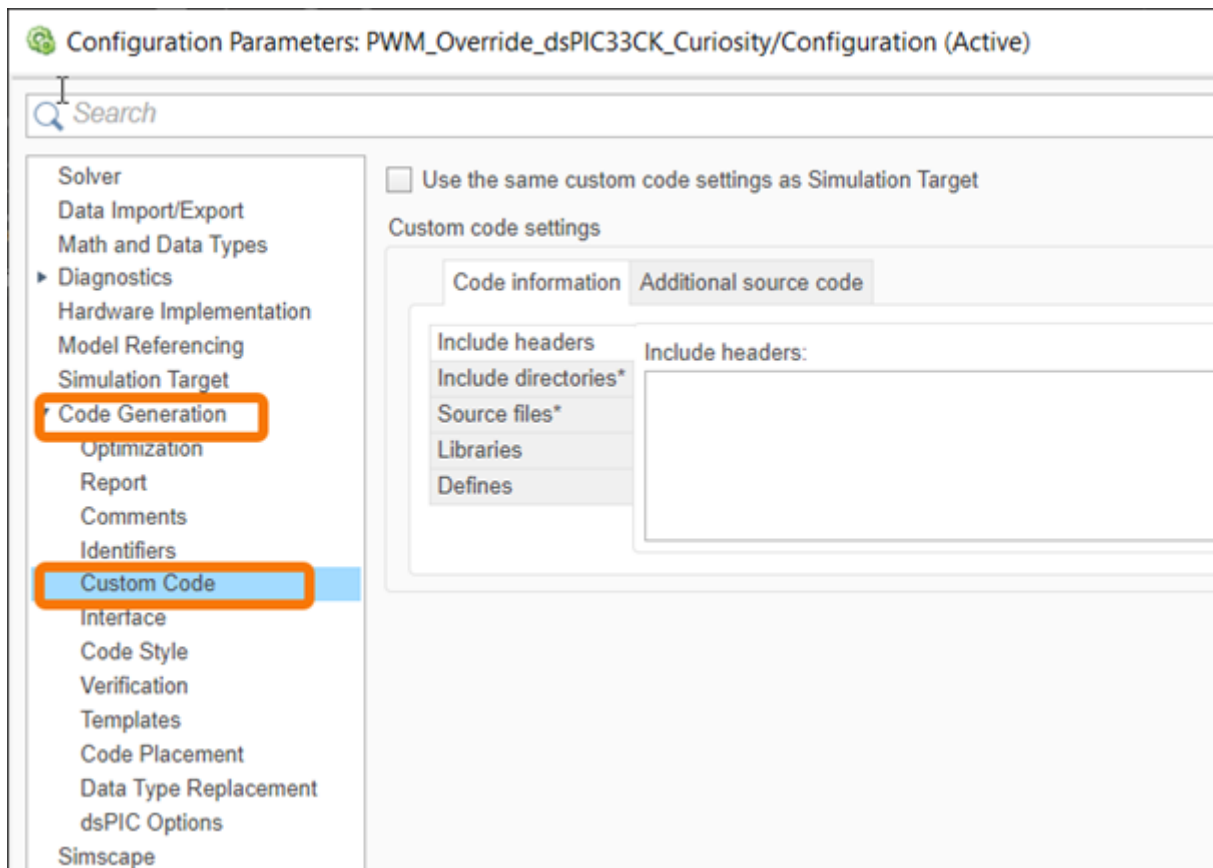 Configuration Parameters: PWM_Override_dsPIC33CK_Curiosity/Configuration (Active)
Search
Solver
Data Import/Export
Math and Data Types
Diagnostics
Hardware Implementation
Model Referencing
Simulation Target
Code Generation
Optimization
Report
Comments
Identifiers
Custom Code
Interface
Code Style
Verification
Templates
Code Placement
Data Type Replacement
dsPIC Options
Simscape
Use the same custom code settings as Simulation Target
Custom code settings
Code information Additional source code
Include headers
Include directories*
Source files*
Libraries
Defines
Include headers: